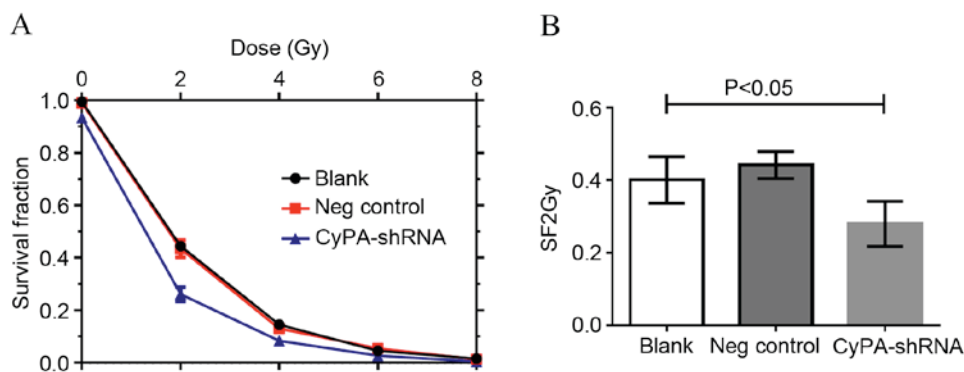 A
Dose (Gy)
0 2 4 6 8
Survival fraction
1.0
0.8
0.6
0.4
0.2
0.0
Blank
Neg control
CyPA-shRNA
B
P<0.05
SF2Gy
0.6
0.4
0.2
0.0
Blank Neg control CyPA-shRNA